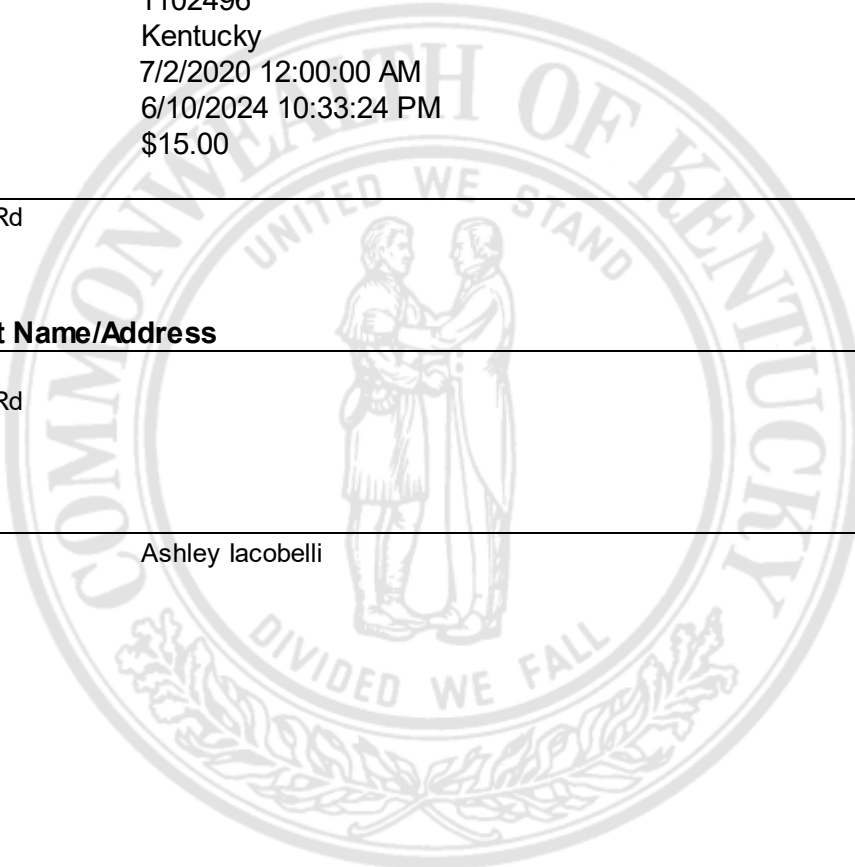 1102496
Kentucky
7/2/2020 12:00:00 AM
6/10/2024 10:33:24 PM
$15.00
Rd
t Name/Address
Rd
Ashley Iacobelli
COMMONWEALTH OF KENTUCKY
UNITED WE STAND
DIVIDED WE FALL